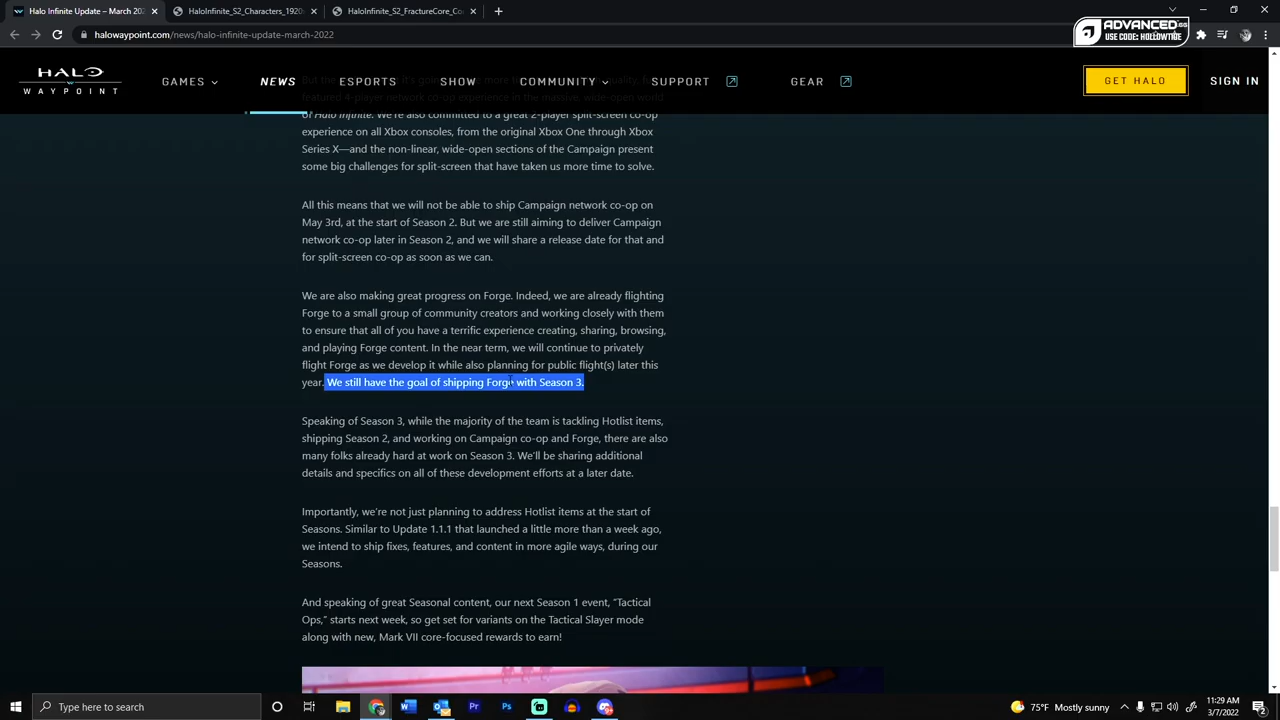 Halo Infinite Update – March 202
HaloInfinite_S2_Characters_1920
HaloInfinite_S2_FractureCore_Co
ADVANCED.GG
USE CODE: HOLLOWTIDE
halowaypoint.com/news/halo-infinite-update-march-2022
HALO
WAYPOINT
GAMES NEWS ESPORTS SHOW COMMUNITY SUPPORT GEAR GET HALO SIGN IN
featured 4-player network co-op experience in the massive, wide-open world
of Halo Infinite. We're also committed to a great 2-player split-screen co-op
experience on all Xbox consoles, from the original Xbox One through Xbox
Series X—and the non-linear, wide-open sections of the Campaign present
some big challenges for split-screen that have taken us more time to solve.
All this means that we will not be able to ship Campaign network co-op on
May 3rd, at the start of Season 2. But we are still aiming to deliver Campaign
network co-op later in Season 2, and we will share a release date for that and
for split-screen co-op as soon as we can.
We are also making great progress on Forge. Indeed, we are already flighting
Forge to a small group of community creators and working closely with them
to ensure that all of you have a terrific experience creating, sharing, browsing,
and playing Forge content. In the near term, we will continue to privately
flight Forge as we develop it while also planning for public flight(s) later this
year. We still have the goal of shipping Forge with Season 3.
Speaking of Season 3, while the majority of the team is tackling Hotlist items,
shipping Season 2, and working on Campaign co-op and Forge, there are also
many folks already hard at work on Season 3. We'll be sharing additional
details and specifics on all of these development efforts at a later date.
Importantly, we're not just planning to address Hotlist items at the start of
Seasons. Similar to Update 1.1.1 that launched a little more than a week ago,
we intend to ship fixes, features, and content in more agile ways, during our
Seasons.
And speaking of great Seasonal content, our next Season 1 event, "Tactical
Ops," starts next week, so get set for variants on the Tactical Slayer mode
along with new, Mark VII core-focused rewards to earn!
Type here to search
75°F Mostly sunny
11:29 AM
3/7/2022